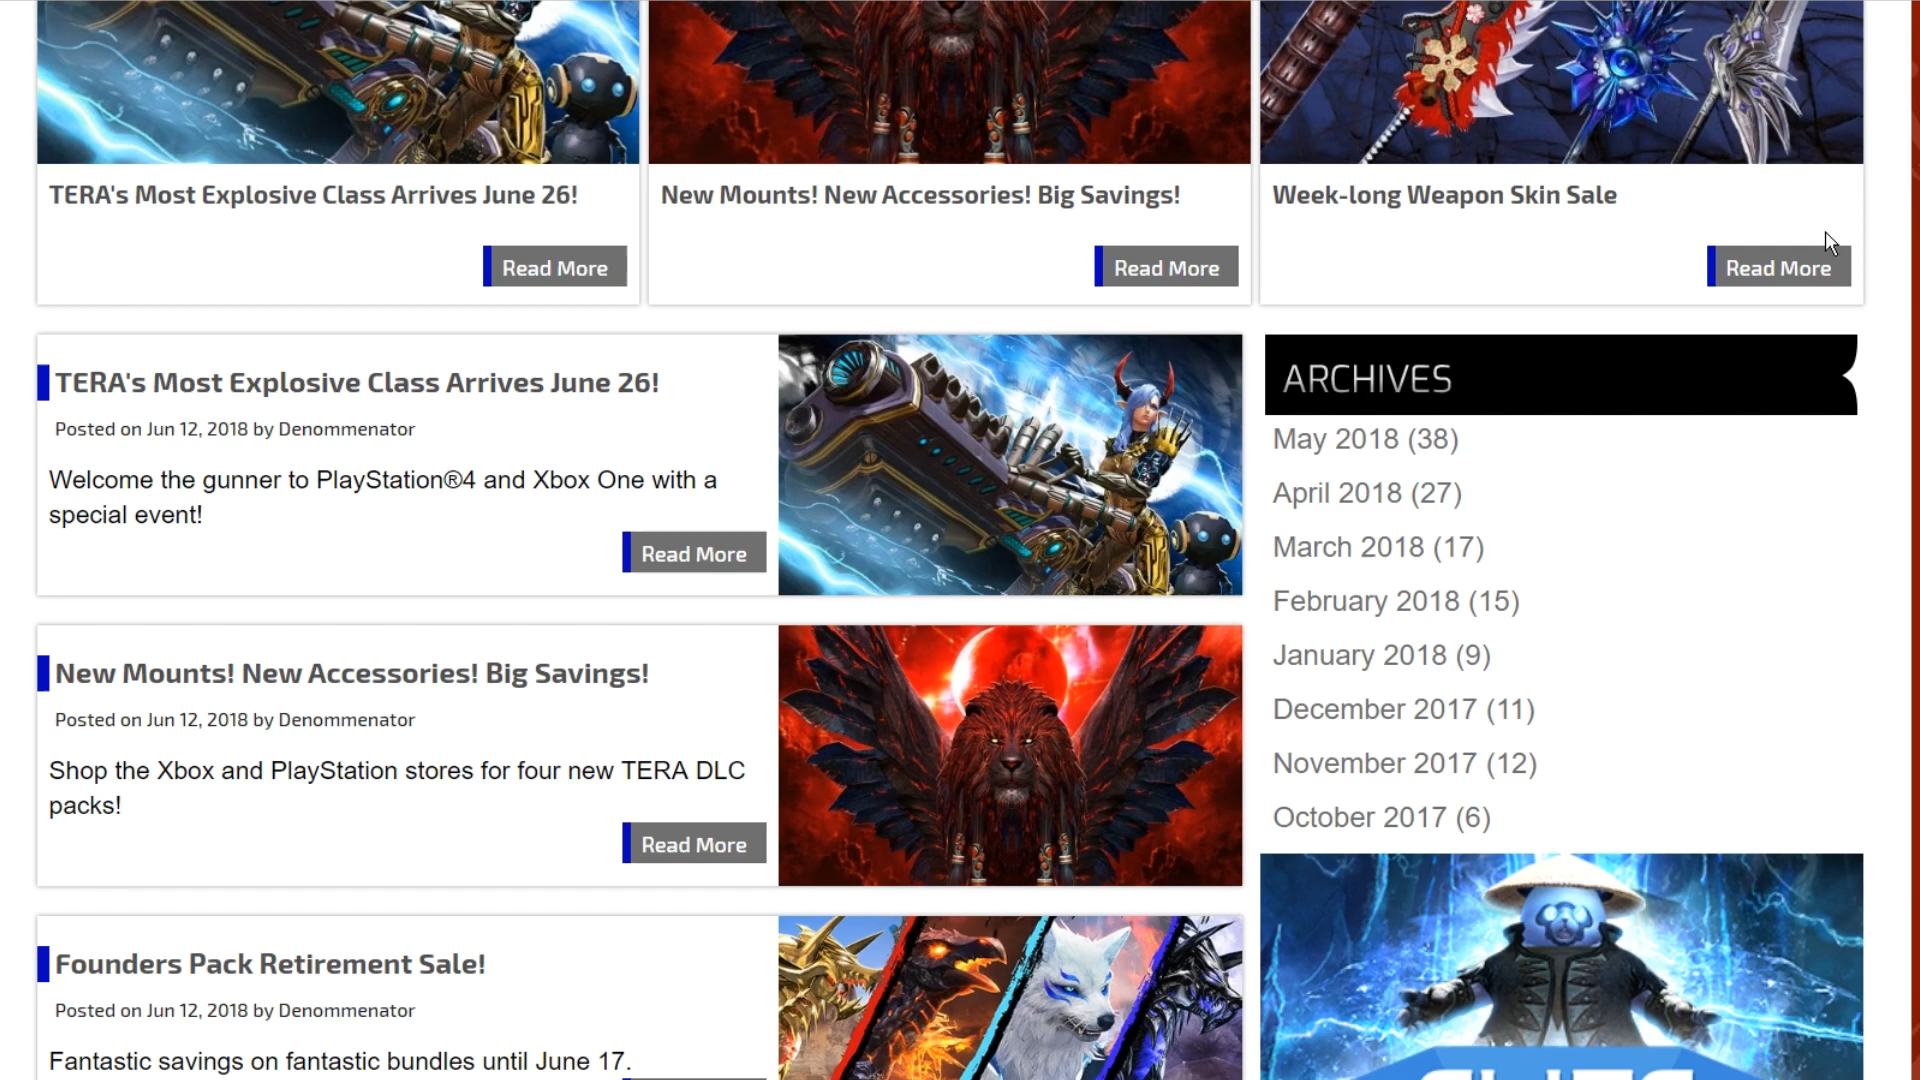 TERA's Most Explosive Class Arrives June 26!
Read More
New Mounts! New Accessories! Big Savings!
Read More
Week-long Weapon Skin Sale
Read More
TERA's Most Explosive Class Arrives June 26!
Posted on Jun 12, 2018 by Denommenator
Welcome the gunner to PlayStation®4 and Xbox One with a
special event!
Read More
New Mounts! New Accessories! Big Savings!
Posted on Jun 12, 2018 by Denommenator
Shop the Xbox and PlayStation stores for four new TERA DLC
packs!
Read More
Founders Pack Retirement Sale!
Posted on Jun 12, 2018 by Denommenator
Fantastic savings on fantastic bundles until June 17.
ARCHIVES
May 2018 (38)
April 2018 (27)
March 2018 (17)
February 2018 (15)
January 2018 (9)
December 2017 (11)
November 2017 (12)
October 2017 (6)